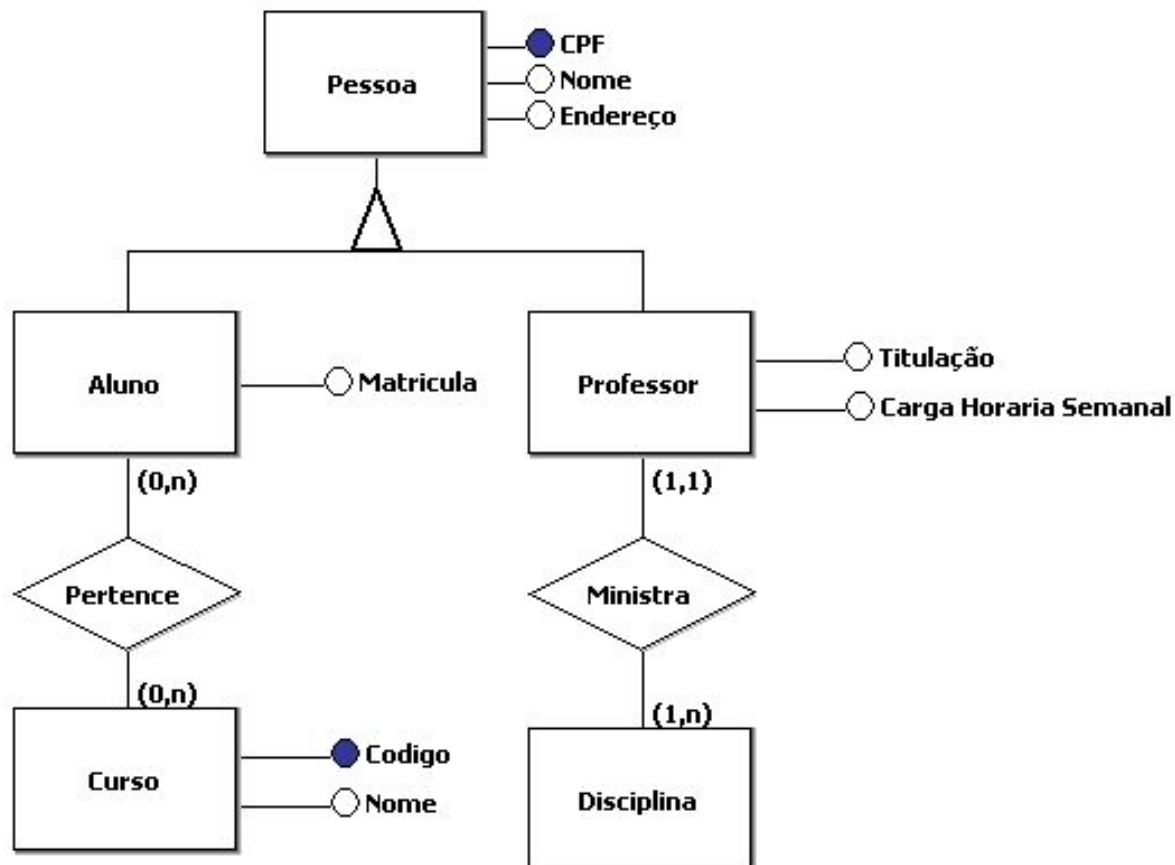 CPF
Pessoa
Nome
Endereço
Aluno
Matricula
Professor
Titulação
Carga Horaria Semanal
(0,n)
(1,1)
Pertence
Ministra
(0,n)
(1,n)
Curso
Codigo
Nome
Disciplina